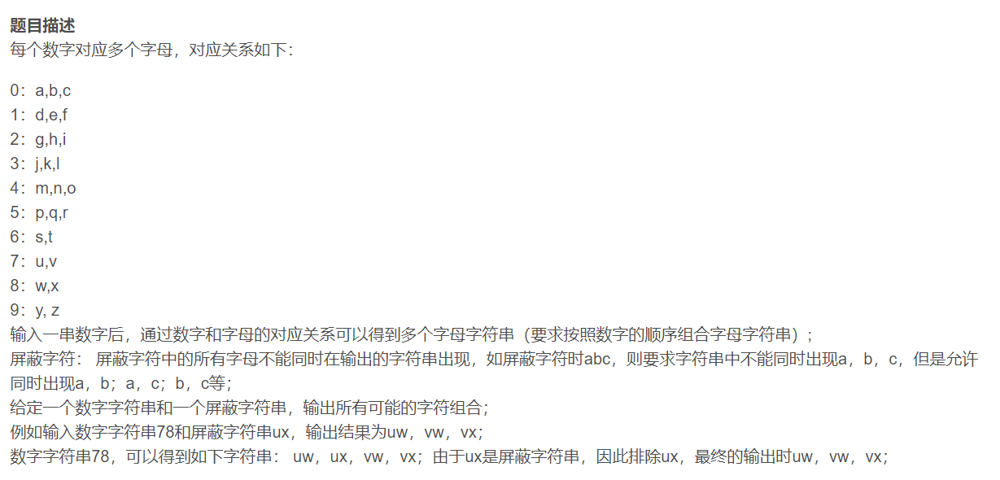 题目描述
每个数字对应多个字母，对应关系如下：
0：a,b,c
1：d,e,f
2：g,h,i
3：j,k,l
4：m,n,o
5：p,q,r
6：s,t
7：u,v
8：w,x
9：y, z
输入一串数字后，通过数字和字母的对应关系可以得到多个字母字符串（要求按照数字的顺序组合字母字符串）；
屏蔽字符： 屏蔽字符中的所有字母不能同时在输出的字符串出现，如屏蔽字符时abc，则要求字符串中不能同时出现a，b，c，但是允许
同时出现a，b；a，c；b，c等；
给定一个数字字符串和一个屏蔽字符串，输出所有可能的字符组合；
例如输入数字字符串78和屏蔽字符串ux，输出结果为uw，vw，vx；
数字字符串78，可以得到如下字符串： uw，ux，vw，vx；由于ux是屏蔽字符串，因此排除ux，最终的输出时uw，vw，vx；